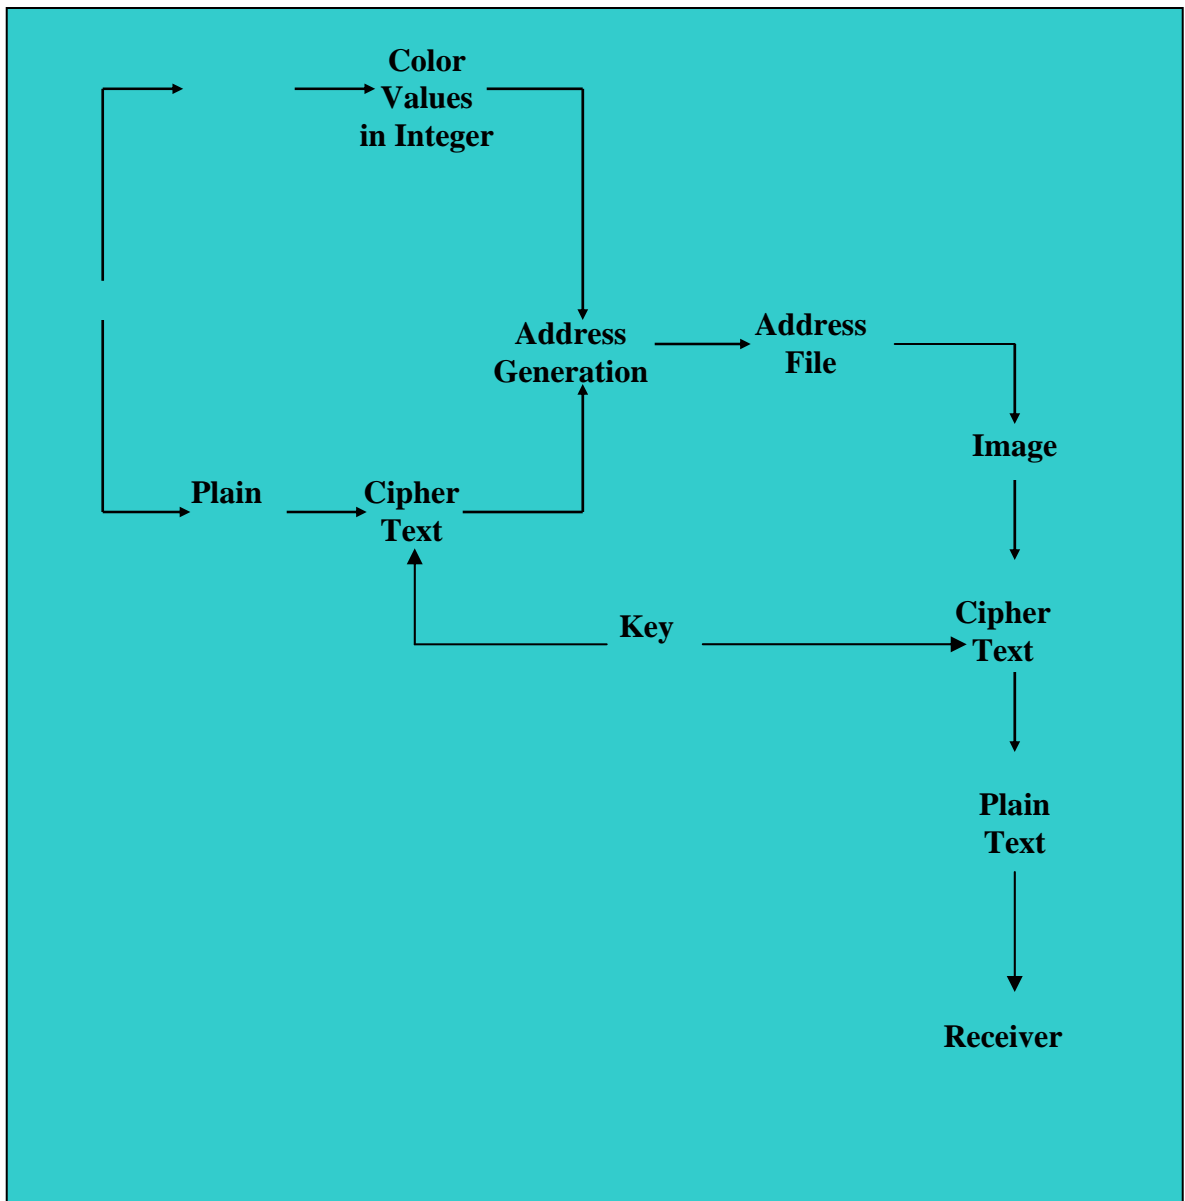 Color
Values
in Integer
Address
Generation
Address
File
Image
Plain
Cipher
Text
Key
Cipher
Text
Plain
Text
Receiver